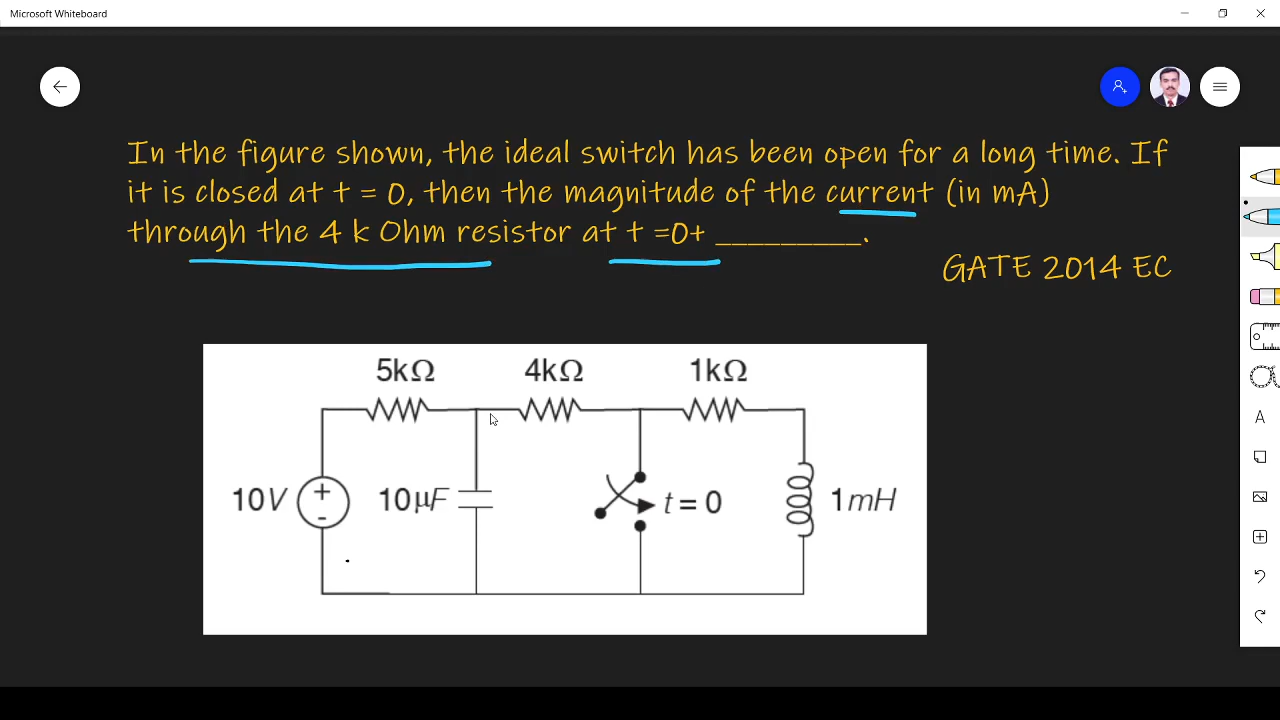 Microsoft Whiteboard
In the figure shown, the ideal switch has been open for a long time. If
it is closed at t = 0, then the magnitude of the current (in mA)
through the 4 k Ohm resistor at t =0+ _________.
GATE 2014 EC
5kΩ 4kΩ 1kΩ
10V + - 10μF t = 0 1mH
A